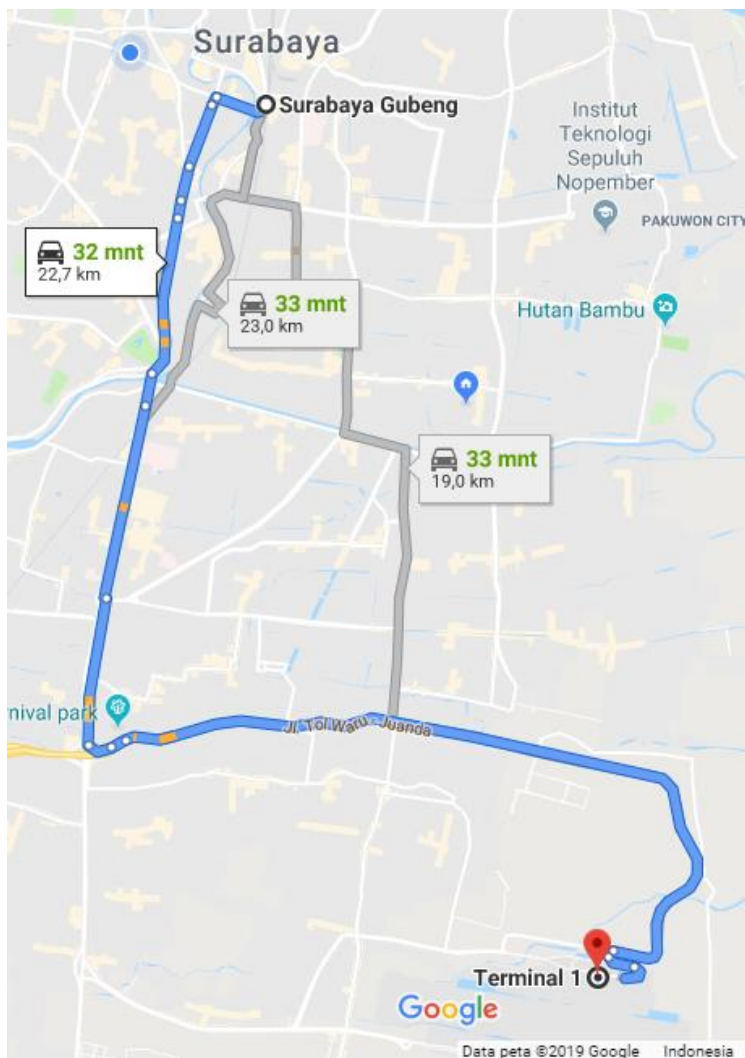 Surabaya
Surabaya Gubeng
Institut
Teknologi
Sepuluh
Nopember
PAKUWON CITY
32 mnt
22,7 km
33 mnt
23,0 km
Hutan Bambu
33 mnt
19,0 km
nival park
Jl. Tol Waru - Juanda
Terminal 1
Google
Data peta ©2019 Google Indonesia